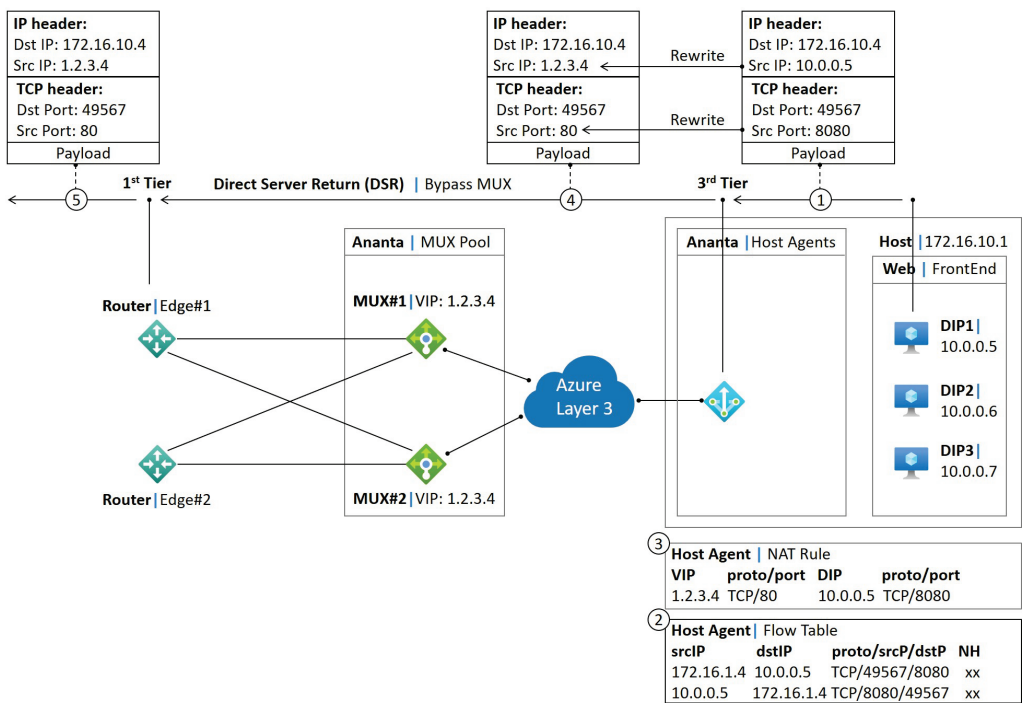 IP header:
Dst IP: 172.16.10.4
Src IP: 1.2.3.4
TCP header:
Dst Port: 49567
Src Port: 80
Payload
IP header:
Dst IP: 172.16.10.4
Src IP: 1.2.3.4
TCP header:
Dst Port: 49567
Src Port: 80
Payload
Rewrite
Rewrite
IP header:
Dst IP: 172.16.10.4
Src IP: 10.0.0.5
TCP header:
Dst Port: 49567
Src Port: 8080
Payload
5
1st Tier
Direct Server Return (DSR) | Bypass MUX
4
3rd Tier
1
Ananta | MUX Pool
Ananta | Host Agents
Host | 172.16.10.1
Web | FrontEnd
Router | Edge#1
MUX#1 | VIP: 1.2.3.4
DIP1 |
10.0.0.5
Azure
Layer 3
DIP2 |
10.0.0.6
DIP3 |
10.0.0.7
Router | Edge#2
MUX#2 | VIP: 1.2.3.4
3
Host Agent | NAT Rule
VIP proto/port DIP proto/port
1.2.3.4 TCP/80 10.0.0.5 TCP/8080
2
Host Agent | Flow Table
srcIP dstIP proto/srcP/dstP NH
172.16.1.4 10.0.0.5 TCP/49567/8080 xx
10.0.0.5 172.16.1.4 TCP/8080/49567 xx